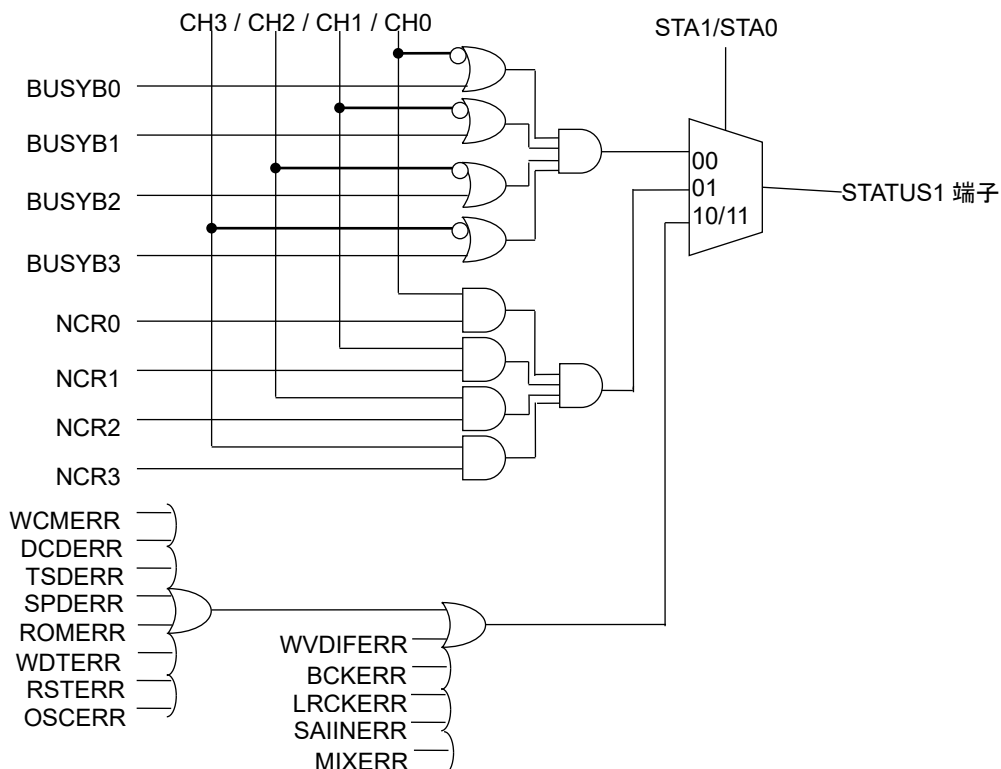 CH3 / CH2 / CH1 / CH0
STA1/STA0
BUSYB0
BUSYB1
BUSYB2
BUSYB3
00
01
10/11
STATUS1 端子
NCR0
NCR1
NCR2
NCR3
WCMERR
DCDERR
TSDERR
SPDERR
ROMERR
WDTERR
RSTERR
OSCERR
WVDIFERR
BCKERR
LRCKERR
SAIINERR
MIXERR